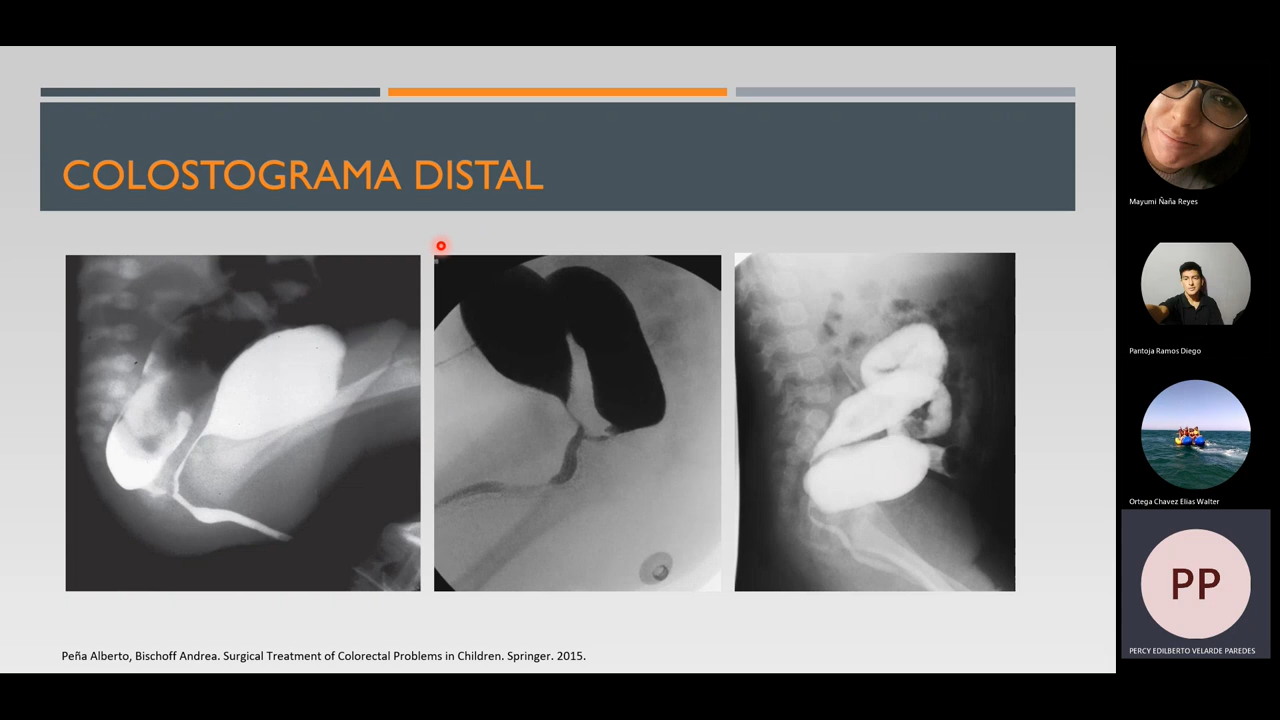 COLOSTOGRAMA DISTAL
Peña Alberto, Bischoff Andrea. Surgical Treatment of Colorectal Problems in Children. Springer. 2015.
Mayumi Ñaña Reyes
Pantoja Ramos Diego
Ortega Chavez Elias Walter
PP
PERCY EDILBERTO VELARDE PAREDES